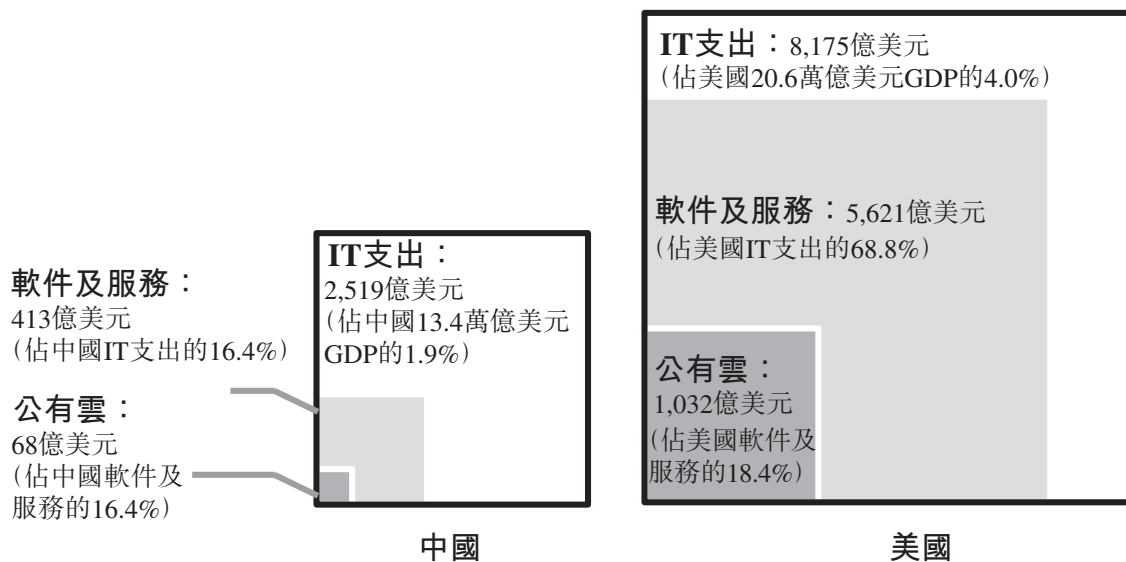 IT支出：8,175億美元
（佔美國20.6萬億美元GDP的4.0%）
軟件及服務：5,621億美元
（佔美國IT支出的68.8%）
公有雲：
1,032億美元
（佔美國軟件及
服務的18.4%）
美國
IT支出：
2,519億美元
（佔中國13.4萬億美元
GDP的1.9%）
軟件及服務：
413億美元
（佔中國IT支出的16.4%）
公有雲：
68億美元
（佔中國軟件及
服務的16.4%）
中國